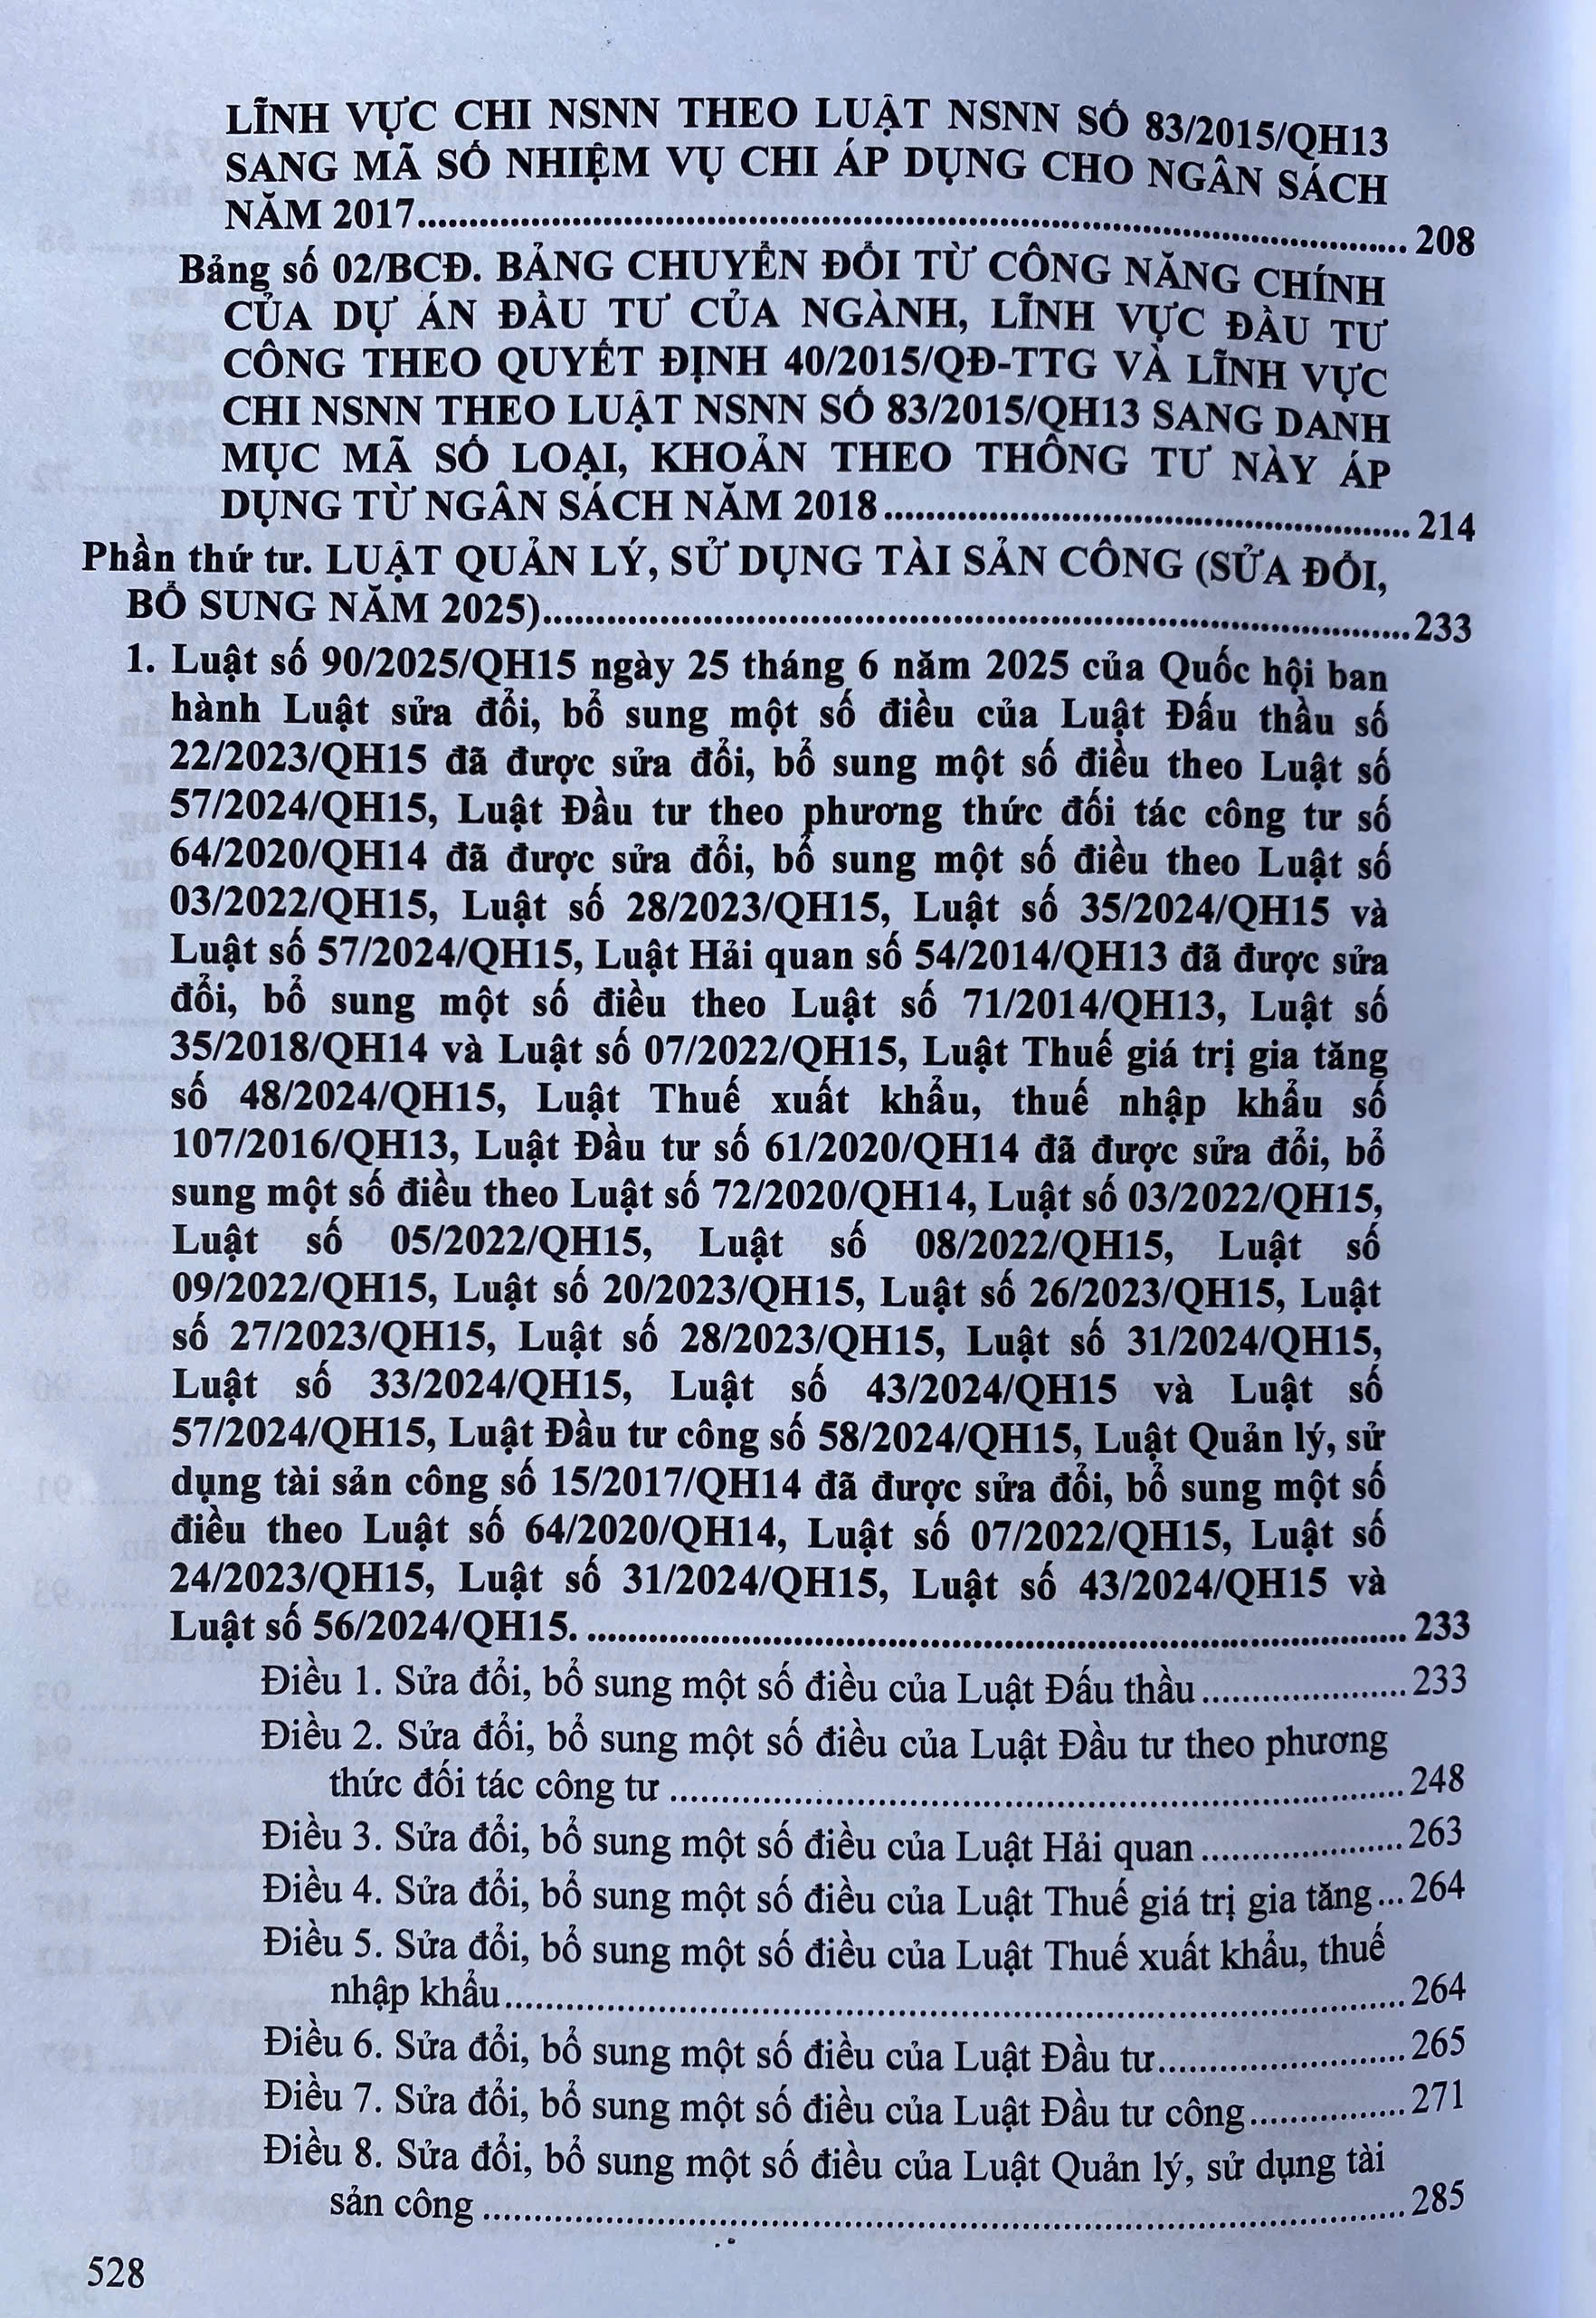 LĨNH VỰC CHI NSNN THEO LUẬT NSNN SỐ 83/2015/QH13
SANG MÃ SỐ NHIỆM VỤ CHI ÁP DỤNG CHO NGÂN SÁCH
NĂM 2017.......... 208
Bảng số 02/BCĐ. BẢNG CHUYỂN ĐỔI TỪ CÔNG NĂNG CHÍNH
CỦA DỰ ÁN ĐẦU TƯ CỦA NGÀNH, LĨNH VỰC ĐẦU TƯ
CÔNG THEO QUYẾT ĐỊNH 40/2015/QĐ-TTG VÀ LĨNH VỰC
CHI NSNN THEO LUẬT NSNN SỐ 83/2015/QH13 SANG DANH
MỤC MÃ SỐ LOẠI, KHOẢN THEO THÔNG TƯ NÀY ÁP
DỤNG TỪ NGÂN SÁCH NĂM 2018.......... 214
Phần thứ tư. LUẬT QUẢN LÝ, SỬ DỤNG TÀI SẢN CÔNG (SỬA ĐỔI,
BỔ SUNG NĂM 2025).......... 233
1. Luật số 90/2025/QH15 ngày 25 tháng 6 năm 2025 của Quốc hội ban
hành Luật sửa đổi, bổ sung một số điều của Luật Đấu thầu số
22/2023/QH15 đã được sửa đổi, bổ sung một số điều theo Luật số
57/2024/QH15, Luật Đầu tư theo phương thức đối tác công tư số
64/2020/QH14 đã được sửa đổi, bổ sung một số điều theo Luật số
03/2022/QH15, Luật số 28/2023/QH15, Luật số 35/2024/QH15 và
Luật số 57/2024/QH15, Luật Hải quan số 54/2014/QH13 đã được sửa
đổi, bổ sung một số điều theo Luật số 71/2014/QH13, Luật số
35/2018/QH14 và Luật số 07/2022/QH15, Luật Thuế giá trị gia tăng
số 48/2024/QH15, Luật Thuế xuất khẩu, thuế nhập khẩu số
107/2016/QH13, Luật Đầu tư số 61/2020/QH14 đã được sửa đổi, bổ
sung một số điều theo Luật số 72/2020/QH14, Luật số 03/2022/QH15,
Luật số 05/2022/QH15, Luật số 08/2022/QH15, Luật số
09/2022/QH15, Luật số 20/2023/QH15, Luật số 26/2023/QH15, Luật
số 27/2023/QH15, Luật số 28/2023/QH15, Luật số 31/2024/QH15,
Luật số 33/2024/QH15, Luật số 43/2024/QH15 và Luật số
57/2024/QH15, Luật Đầu tư công số 58/2024/QH15, Luật Quản lý, sử
dụng tài sản công số 15/2017/QH14 đã được sửa đổi, bổ sung một số
điều theo Luật số 64/2020/QH14, Luật số 07/2022/QH15, Luật số
24/2023/QH15, Luật số 31/2024/QH15, Luật số 43/2024/QH15 và
Luật số 56/2024/QH15. .......... 233
Điều 1. Sửa đổi, bổ sung một số điều của Luật Đấu thầu.......... 233
Điều 2. Sửa đổi, bổ sung một số điều của Luật Đầu tư theo phương
thức đối tác công tư .......... 248
Điều 3. Sửa đổi, bổ sung một số điều của Luật Hải quan.......... 263
Điều 4. Sửa đổi, bổ sung một số điều của Luật Thuế giá trị gia tăng... 264
Điều 5. Sửa đổi, bổ sung một số điều của Luật Thuế xuất khẩu, thuế
nhập khẩu.......... 264
Điều 6. Sửa đổi, bổ sung một số điều của Luật Đầu tư.......... 265
Điều 7. Sửa đổi, bổ sung một số điều của Luật Đầu tư công.......... 271
Điều 8. Sửa đổi, bổ sung một số điều của Luật Quản lý, sử dụng tài
sản công .......... 285
528